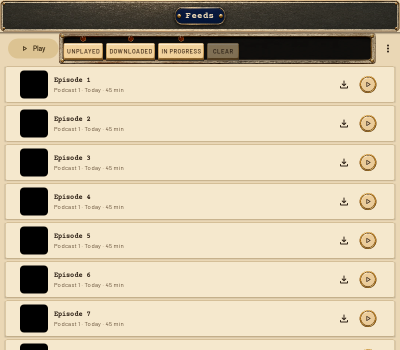 Feeds
Play
UNPLAYED
DOWNLOADED
IN PROGRESS
CLEAR
Episode 1
Podcast 1 · Today · 45 min
Episode 2
Podcast 1 · Today · 45 min
Episode 3
Podcast 1 · Today · 45 min
Episode 4
Podcast 1 · Today · 45 min
Episode 5
Podcast 1 · Today · 45 min
Episode 6
Podcast 1 · Today · 45 min
Episode 7
Podcast 1 · Today · 45 min